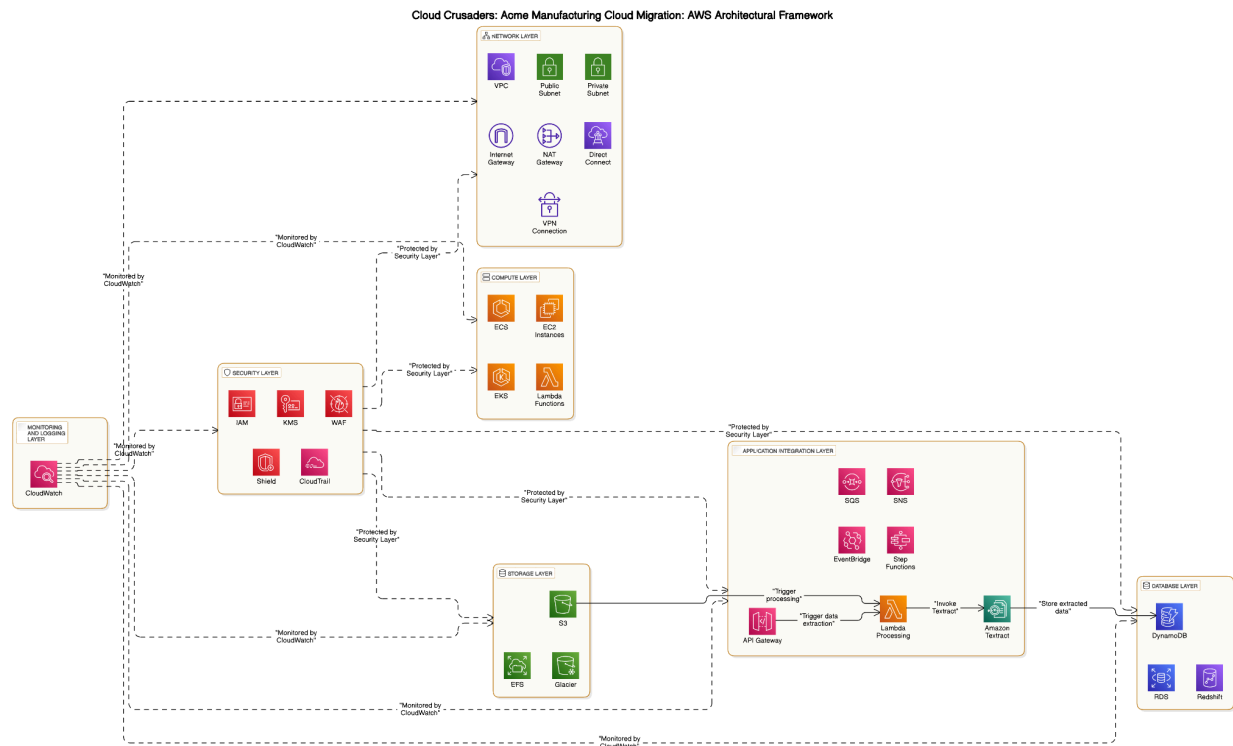 Cloud Crusaders: Acme Manufacturing Cloud Migration: AWS Architectural Framework
NETWORK LAYER
VPC
Public
Subnet
Private
Subnet
Internet
Gateway
NAT
Gateway
Direct
Connect
VPN
Connection
"Monitored by
CloudWatch"
"Protected by
Security Layer"
"Monitored by
CloudWatch"
COMPUTE LAYER
ECS
EC2
Instances
EKS
Lambda
Functions
"Protected by
Security Layer"
SECURITY LAYER
IAM
KMS
WAF
Shield
CloudTrail
MONITORING
AND LOGGING
LAYER
CloudWatch
"Monitored by
CloudWatch"
"Protected by
Security Layer"
APPLICATION INTEGRATION LAYER
SQS
SNS
EventBridge
Step
Functions
"Protected by
Security Layer"
"Protected by
Security Layer"
STORAGE LAYER
S3
EFS
Glacier
"Trigger
processing"
API Gateway
"Trigger data
extraction"
Lambda
Processing
"Invoke
Textract"
Amazon
Textract
"Store extracted
data"
DATABASE LAYER
DynamoDB
RDS
Redshift
"Monitored by
CloudWatch"
"Monitored by
CloudWatch"
"Monitored by
CloudWatch"